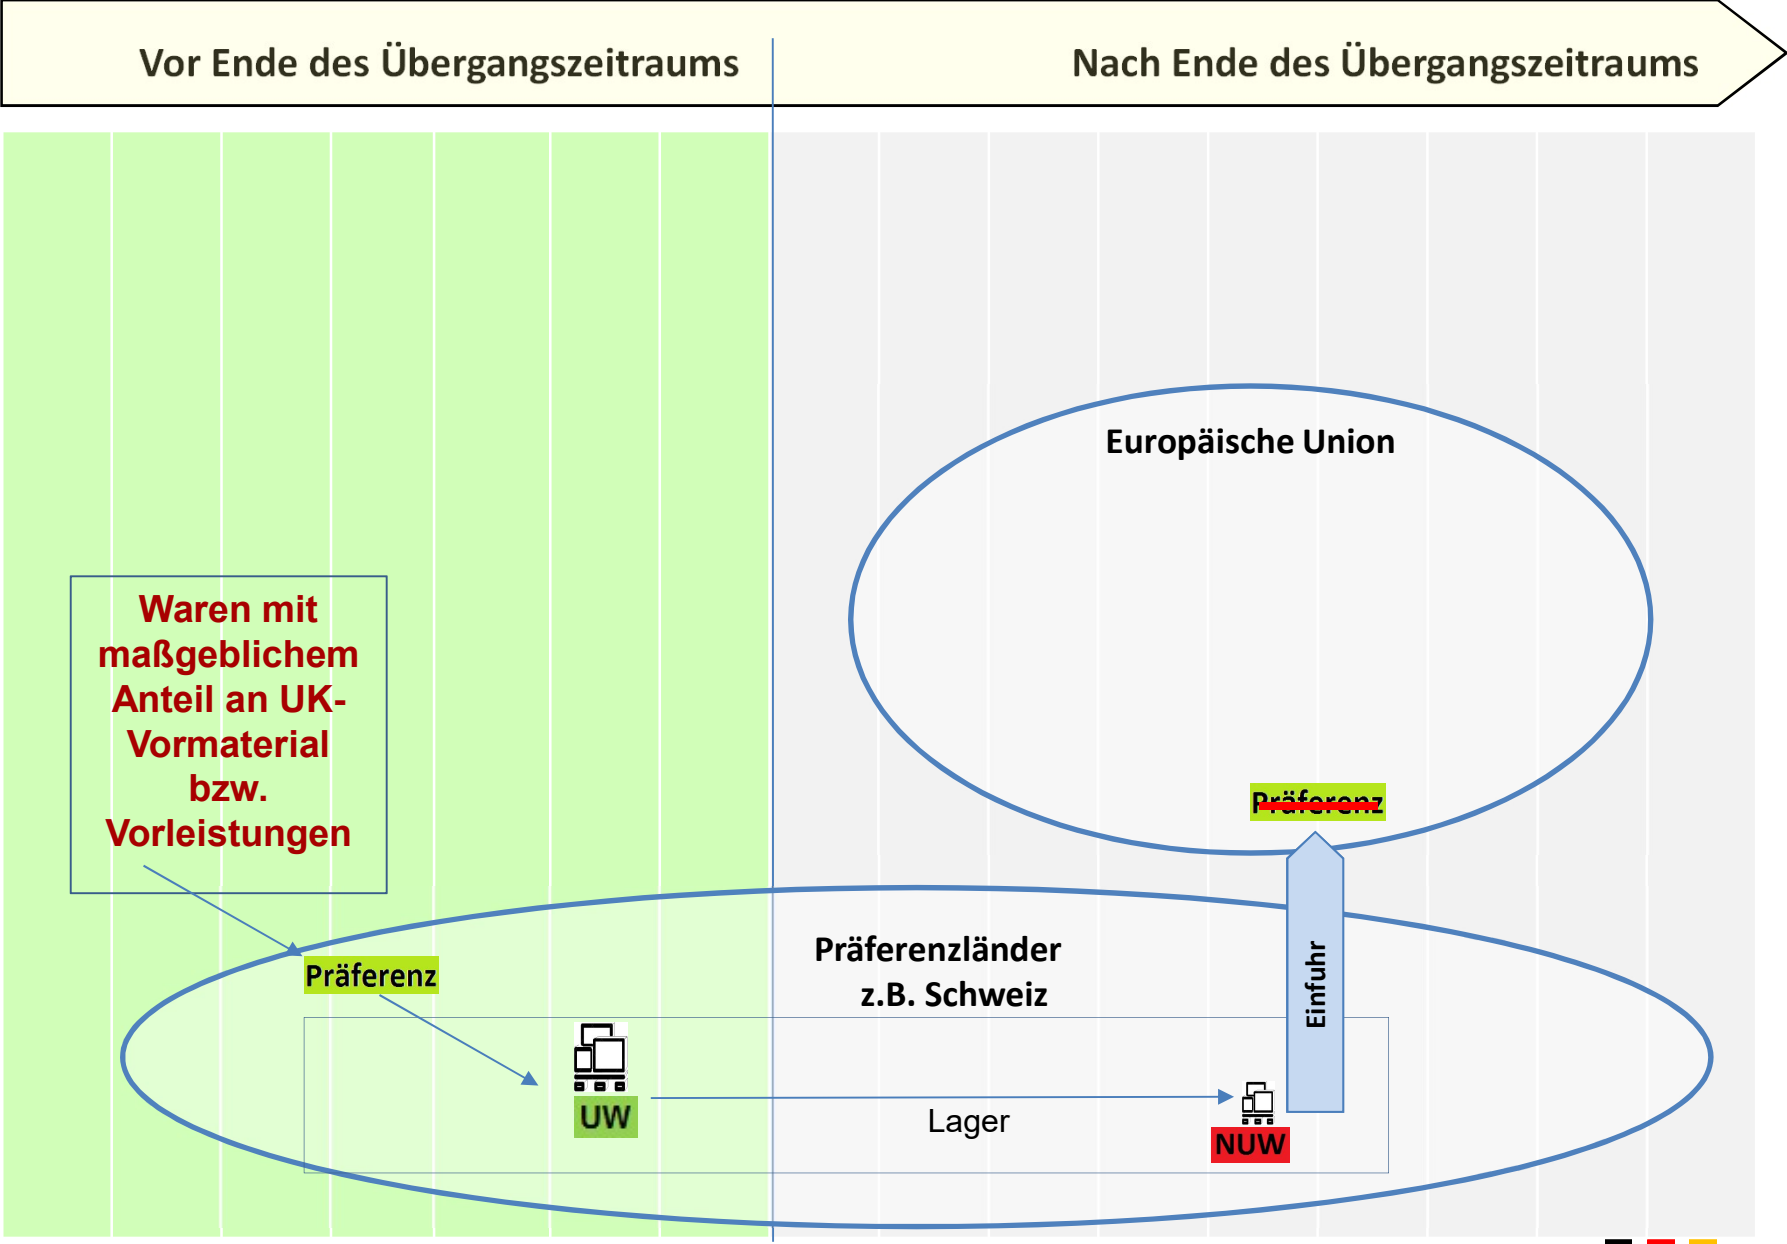 Vor Ende des Übergangszeitraums
Nach Ende des Übergangszeitraums
Europäische Union
Waren mit
maßgeblichem
Anteil an UK-
Vormaterial
bzw.
Vorleistungen
Präferenz
Präferenz
Präferenzländer
z.B. Schweiz
Einfuhr
UW
Lager
NUW